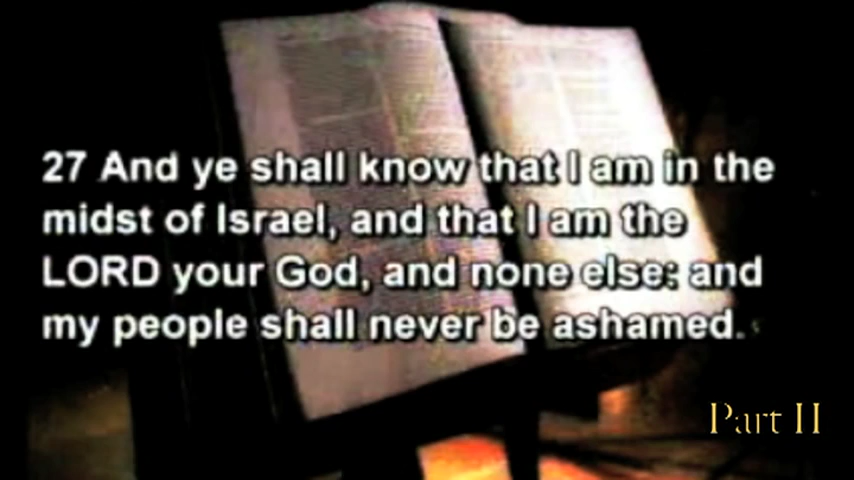 27 And ye shall know that I am in the
midst of Israel, and that I am the
LORD your God, and none else: and
my people shall never be ashamed.
Part II